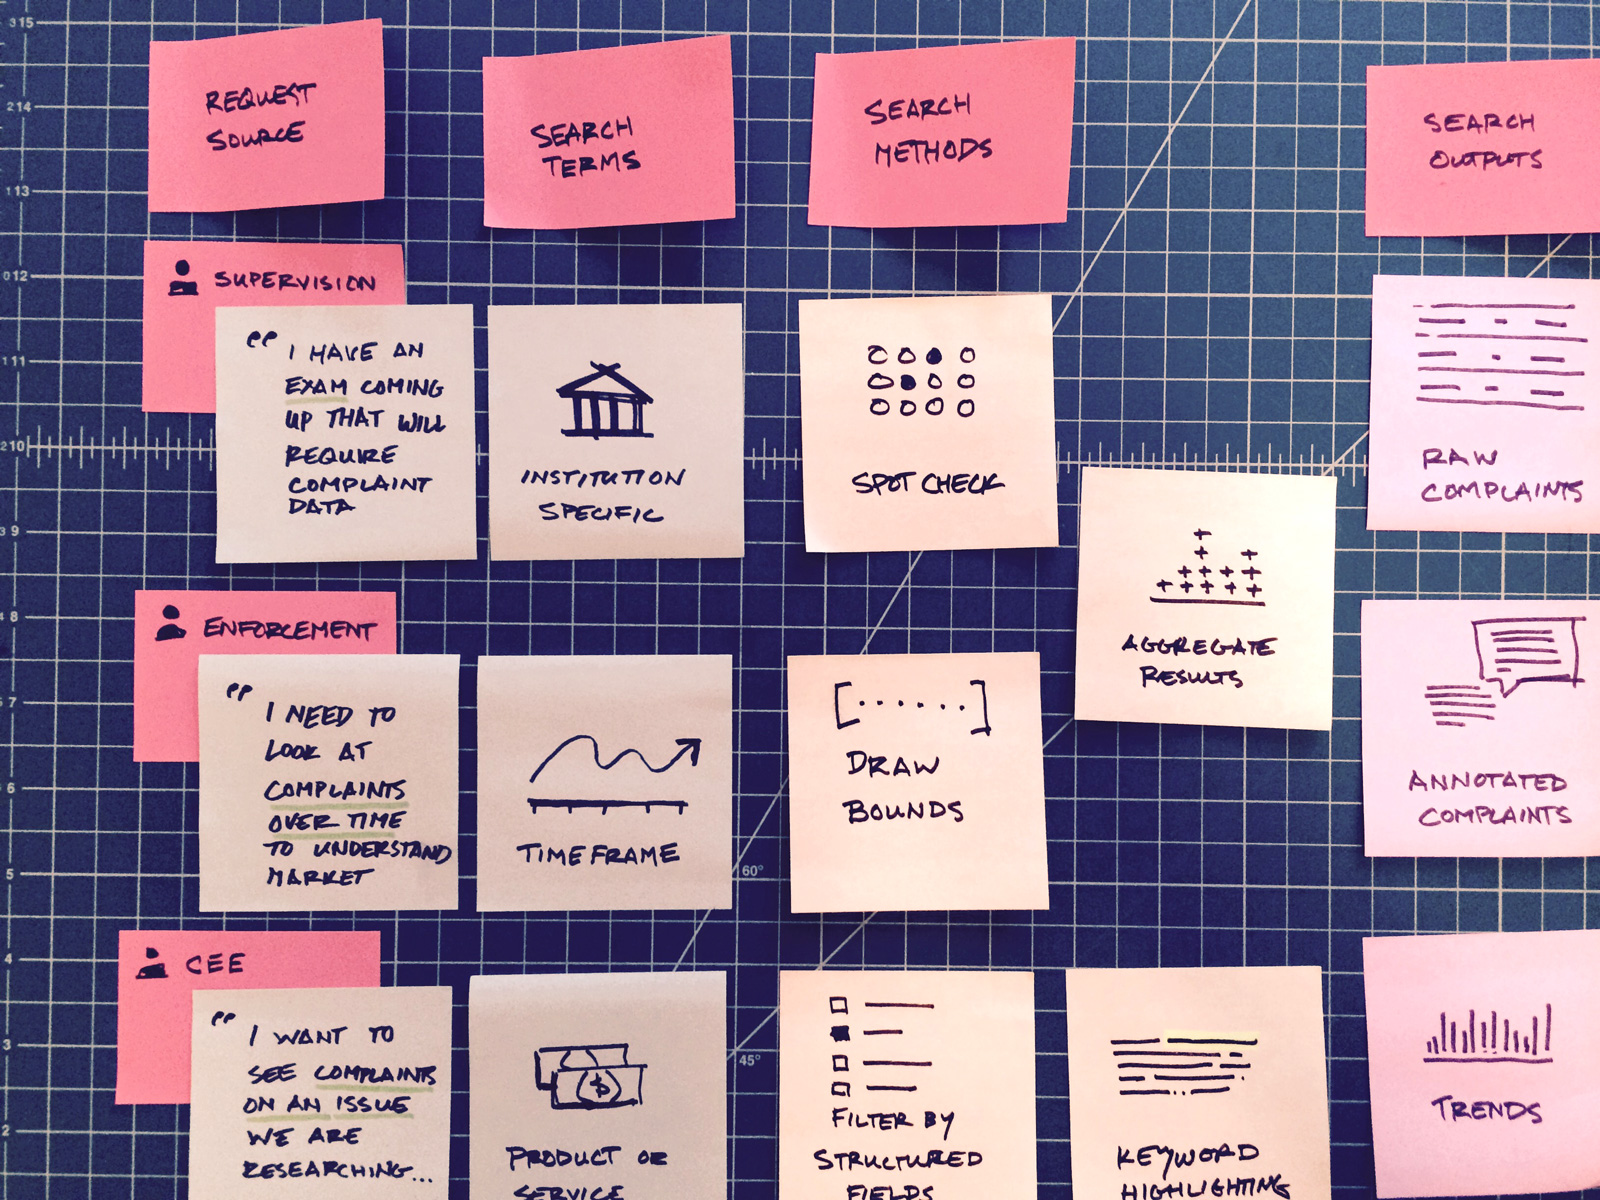 REQUEST
SOURCE
SEARCH
TERMS
SEARCH
METHODS
SEARCH
OUTPUTS
SUPERVISION
“ I HAVE AN
EXAM COMING
UP THAT WILL
REQUIRE
COMPLAINT
DATA
INSTITUTION
SPECIFIC
SPOT CHECK
AGGREGATE
RESULTS
RAW
COMPLAINTS
ENFORCEMENT
“ I NEED TO
LOOK AT
COMPLAINTS
OVER TIME
TO UNDERSTAND
MARKET
TIMEFRAME
DRAW
BOUNDS
ANNOTATED
COMPLAINTS
CEE
“ I WANT TO
SEE COMPLAINTS
ON AN ISSUE
WE ARE
RESEARCHING...
$
PRODUCT OR
SERVICE
FILTER BY
STRUCTURED
FIELDS
KEYWORD
HIGHLIGHTING
TRENDS
315
214
113
012
111
210
39
48
7
6
5
4
3
2
60°
45°